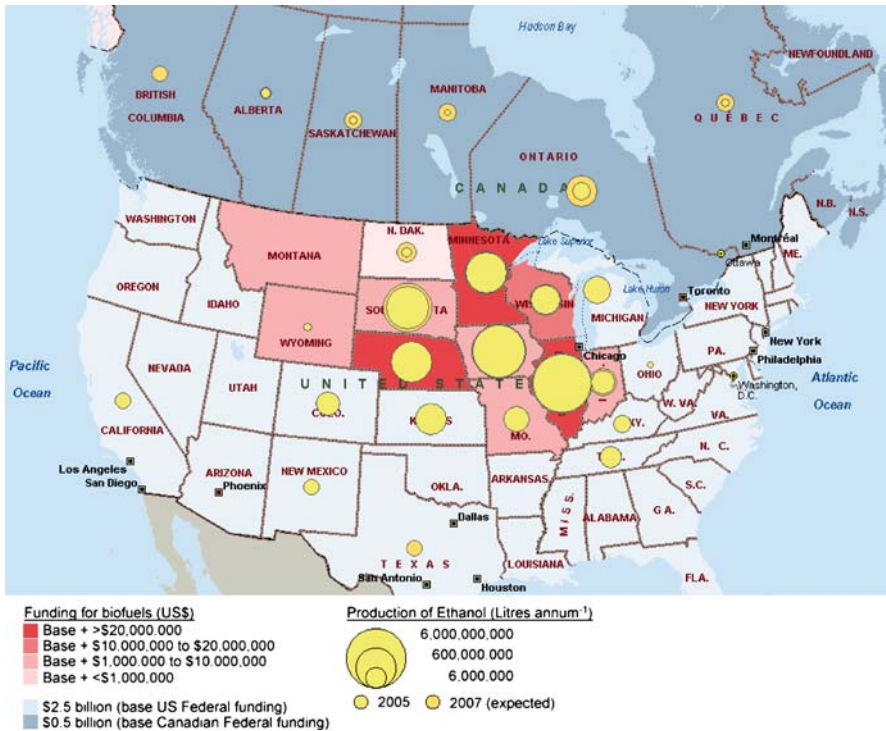 Hudson Bay
NEWFOUNDLAND
BRITISH
COLUMBIA
ALBERTA
SASKATCHEWAN
MANITOBA
QUÉBEC
ONTARIO
CANADA
N.B.
N.S.
WASHINGTON
MONTANA
N. DAK.
MINNESOTA
Lake Superior
Montréal
Ottawa
ME.
OREGON
IDAHO
WISCONSIN
Lake Huron
Toronto
MICHIGAN
NEW YORK
WYOMING
Chicago
New York
Pacific
Ocean
NEVADA
UTAH
UNITED STATE
OHIO
PA.
Philadelphia
Washington,
D.C.
Atlantic
Ocean
CALIFORNIA
COLO.
MO.
KY.
W. VA.
VA.
Los Angeles
San Diego
ARIZONA
Phoenix
NEW MEXICO
OKLA.
ARKANSAS
N. C.
S.C.
Dallas
MISS.
ALABAMA
GA.
TEXAS
San Antonio
Houston
LOUISIANA
FLA.
Funding for biofuels (US$)
Base + >$20,000.000
Base + $10.000,000 to $20,000,000
Base + $1,000.000 to $10,000,000
Base + <$1,000,000
$2.5 billion (base US Federal funding)
$0.5 billion (base Canadian Federal funding)
Production of Ethanol (Litres annum⁻¹)
6,000,000.000
600,000.000
6,000.000
2005
2007 (expected)